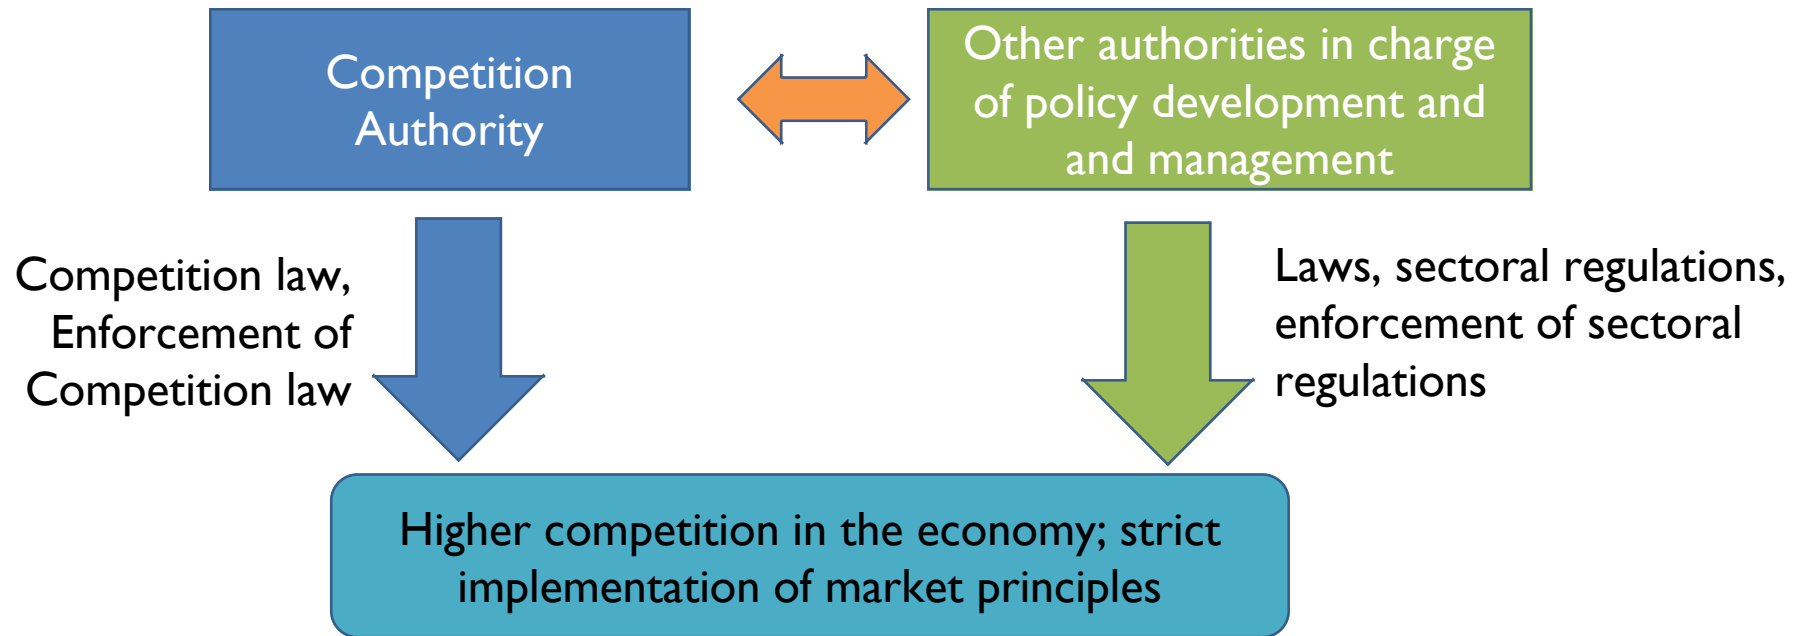 Competition
Authority
Other authorities in charge
of policy development and
and management
Competition law,
Enforcement of
Competition law
Laws, sectoral regulations,
enforcement of sectoral
regulations
Higher competition in the economy; strict
implementation of market principles